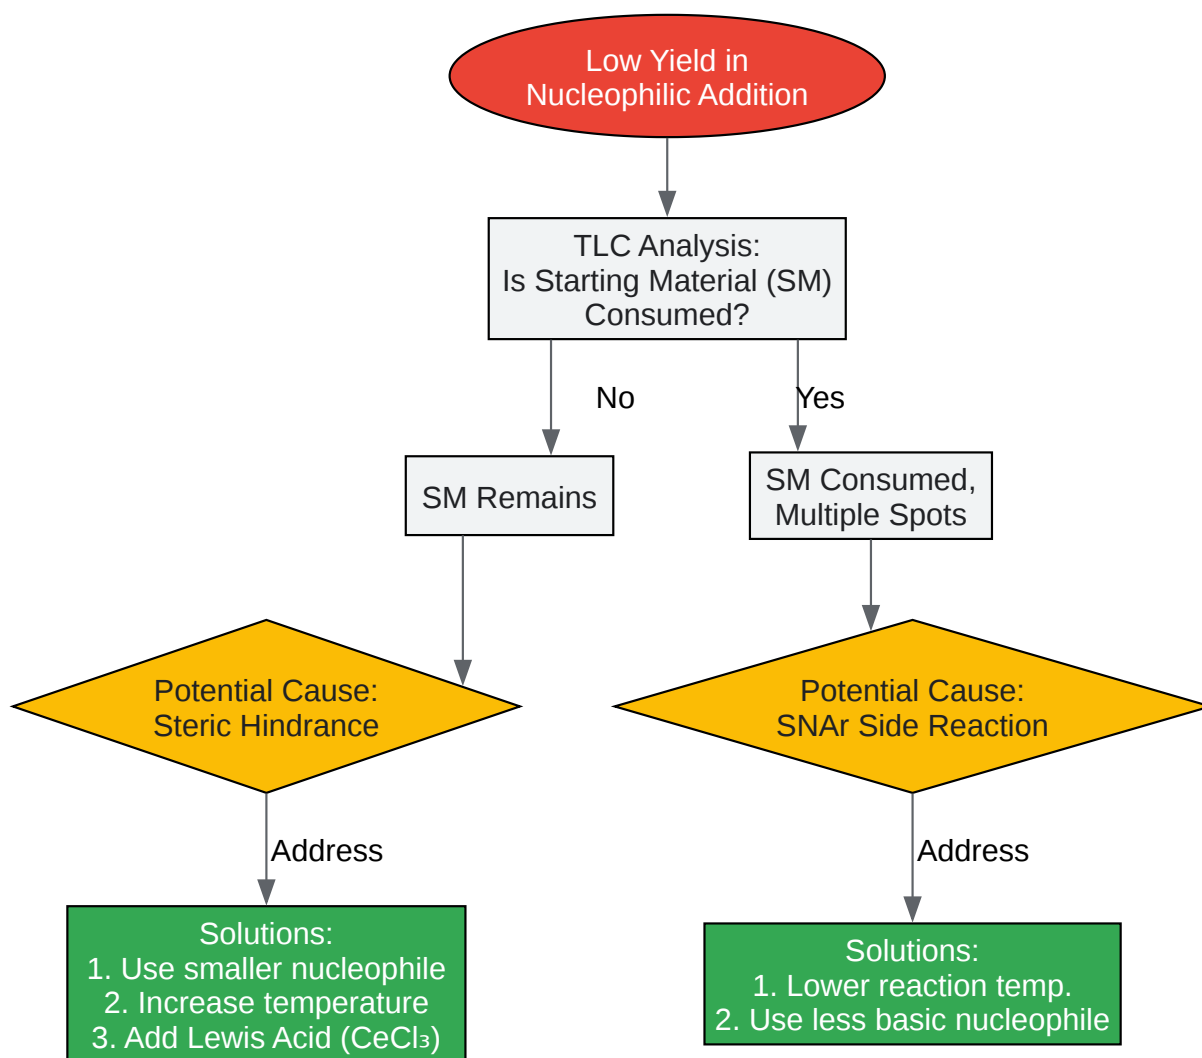 Low Yield in
Nucleophilic Addition
TLC Analysis:
Is Starting Material (SM)
Consumed?
No
Yes
SM Remains
SM Consumed,
Multiple Spots
Potential Cause:
Steric Hindrance
Potential Cause:
SNAr Side Reaction
Address
Address
Solutions:
1. Use smaller nucleophile
2. Increase temperature
3. Add Lewis Acid (CeCl₃)
Solutions:
1. Lower reaction temp.
2. Use less basic nucleophile